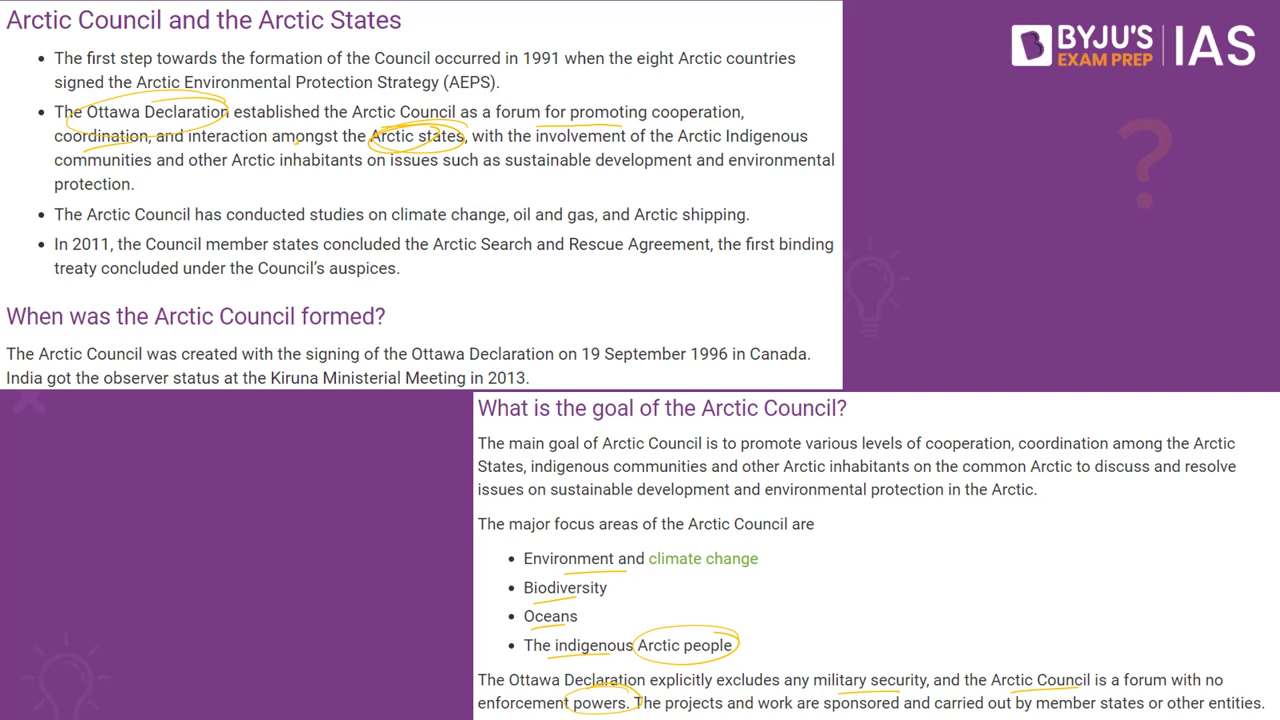 Arctic Council and the Arctic States
• The first step towards the formation of the Council occurred in 1991 when the eight Arctic countries
signed the Arctic Environmental Protection Strategy (AEPS).
• The Ottawa Declaration established the Arctic Council as a forum for promoting cooperation,
coordination, and interaction amongst the Arctic states, with the involvement of the Arctic Indigenous
communities and other Arctic inhabitants on issues such as sustainable development and environmental
protection.
• The Arctic Council has conducted studies on climate change, oil and gas, and Arctic shipping.
• In 2011, the Council member states concluded the Arctic Search and Rescue Agreement, the first binding
treaty concluded under the Council's auspices.
When was the Arctic Council formed?
The Arctic Council was created with the signing of the Ottawa Declaration on 19 September 1996 in Canada.
India got the observer status at the Kiruna Ministerial Meeting in 2013.
B BYJU'S
EXAM PREP
IAS
?
What is the goal of the Arctic Council?
The main goal of Arctic Council is to promote various levels of cooperation, coordination among the Arctic
States, indigenous communities and other Arctic inhabitants on the common Arctic to discuss and resolve
issues on sustainable development and environmental protection in the Arctic.
The major focus areas of the Arctic Council are
• Environment and climate change
• Biodiversity
• Oceans
• The indigenous Arctic people
The Ottawa Declaration explicitly excludes any military security, and the Arctic Council is a forum with no
enforcement powers. The projects and work are sponsored and carried out by member states or other entities.